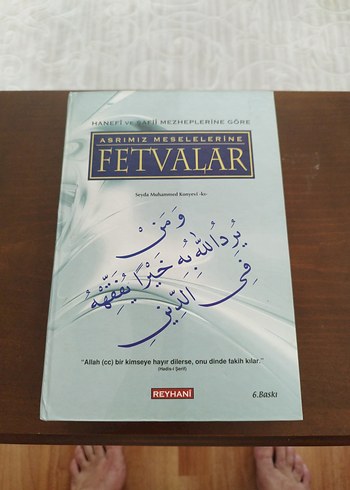 HANEFİ VE ŞAFİİ MEZHEPLERİNE GÖRE
ASRIMIZ MESELELERİNE
FETVALAR
Seyda Muhammed Konyevi -ks-
وَمَنْ
يُرِدُ اللّٰهُ بِهِ خَيْرًا يُفَقِّهْهُ
فِي الدِّينِ
"Allah (cc) bir kimseye hayır dilerse, onu dinde fakih kılar."
(Hadis-i Şerif)
REYHANİ
6.Baskı